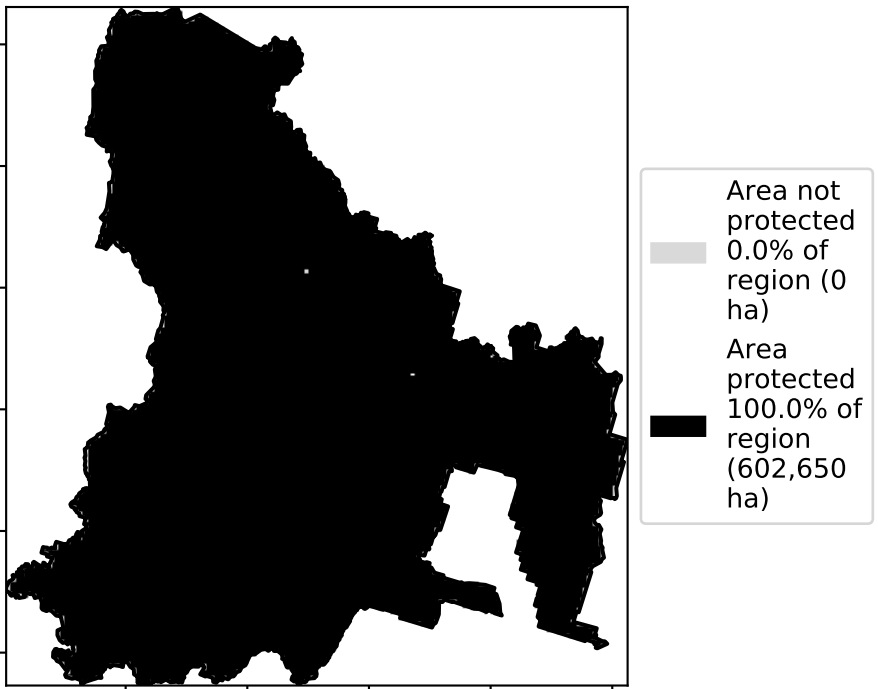 Area not
protected
0.0% of
region (0
ha)
Area
protected
100.0% of
region
(602,650
ha)